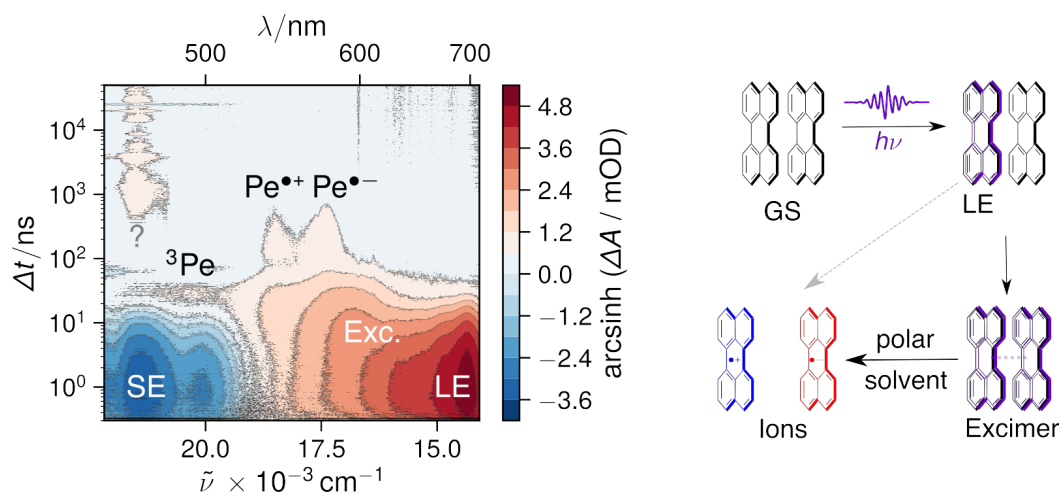 λ/nm
500 600 700
10⁴
10³
10²
10¹
10⁰
Δt/ns
Pe•+ Pe•−
?
³Pe
Exc.
SE
LE
20.0 17.5 15.0
ν̃ × 10⁻³ cm⁻¹
4.8
3.6
2.4
1.2
0.0
−1.2
−2.4
−3.6
arcsinh (ΔA / mOD)
hν
GS
LE
polar
solvent
•+
•−
Ions
Excimer